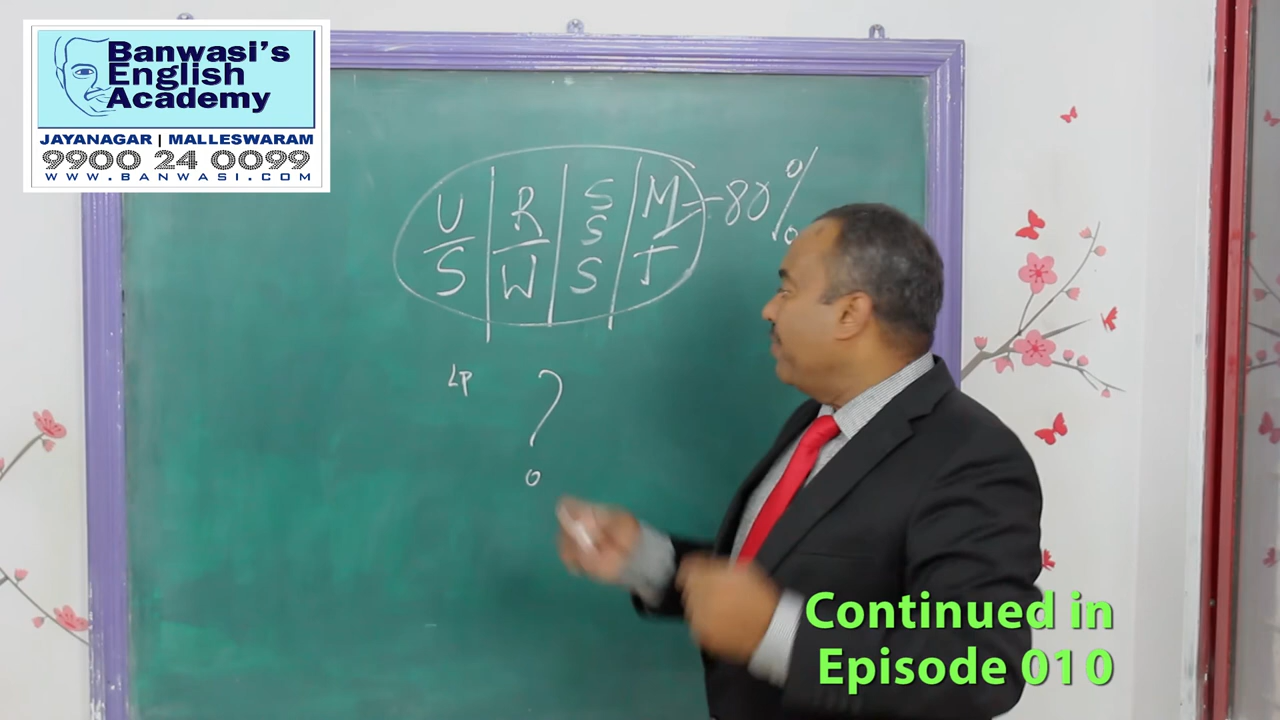 Banwasi's
English
Academy
JAYANAGAR | MALLESWARAM
9900 24 0099
WWW.BANWASI.COM
U R S M - 80%
S
S W S T
LP ?
Continued in
Episode 010